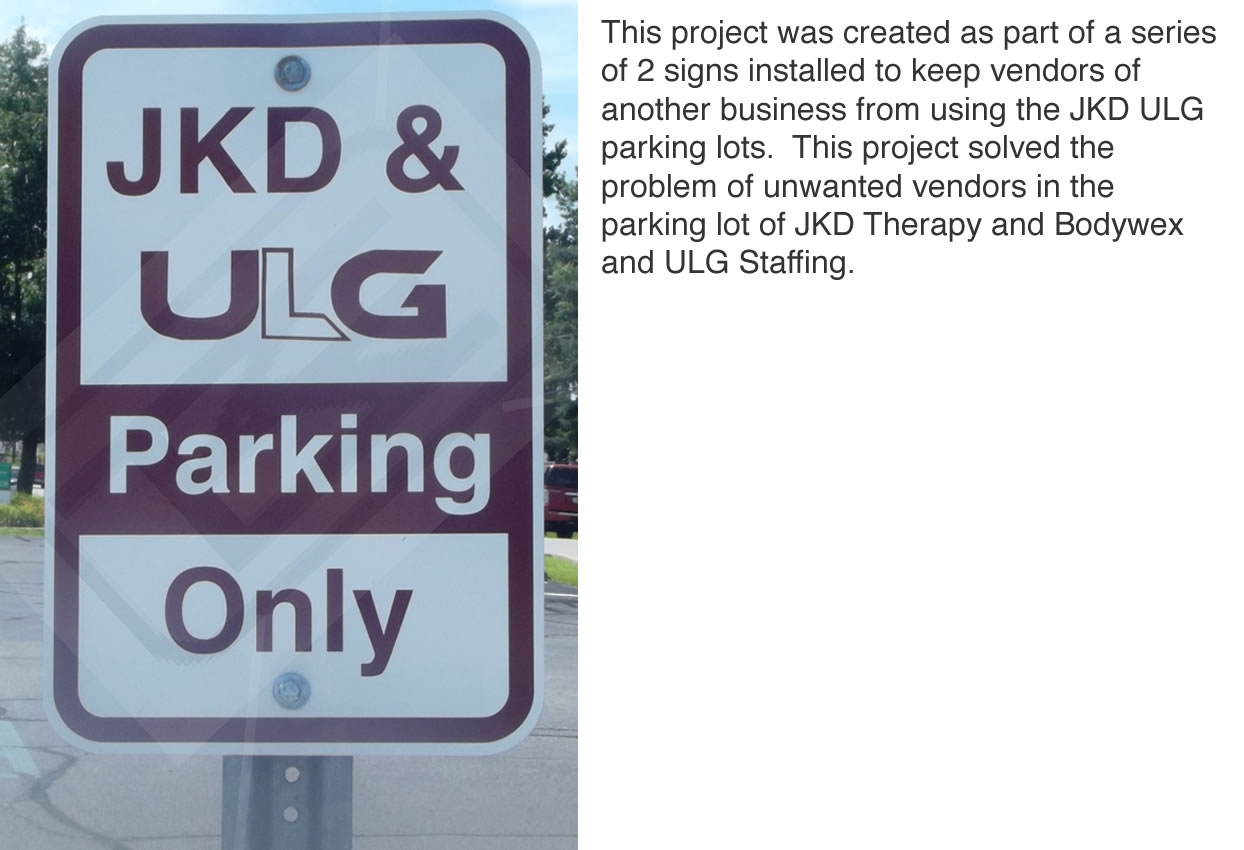 JKD &
ULG
Parking
Only
This project was created as part of a series
of 2 signs installed to keep vendors of
another business from using the JKD ULG
parking lots.  This project solved the
problem of unwanted vendors in the
parking lot of JKD Therapy and Bodywex
and ULG Staffing.